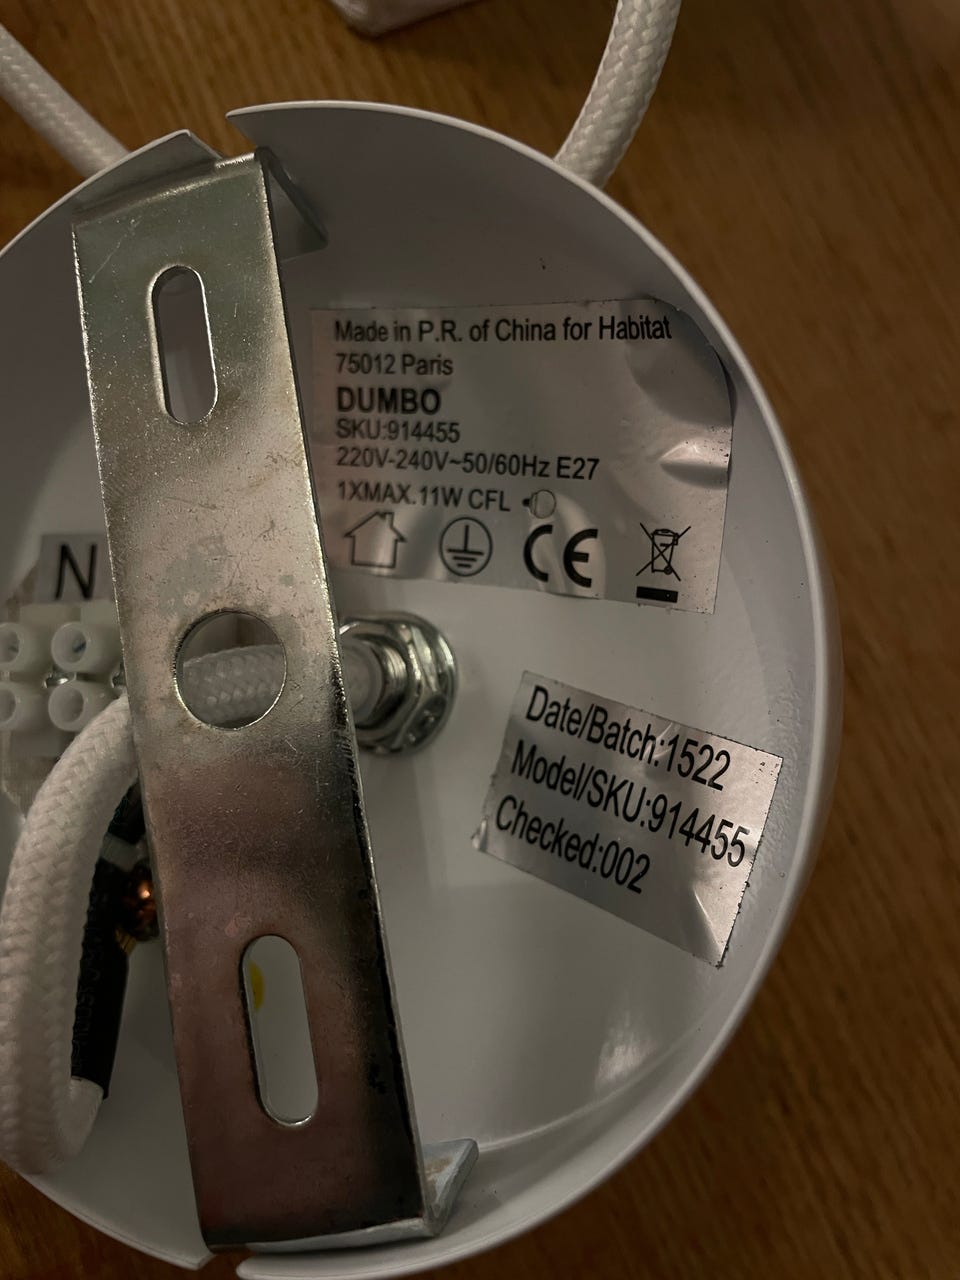 Made in P.R. of China for Habitat
75012 Paris
DUMBO
SKU:914455
220V-240V~50/60Hz E27
1XMAX.11W CFL
CE
N
Date/Batch:1522
Model/SKU:914455
Checked:002